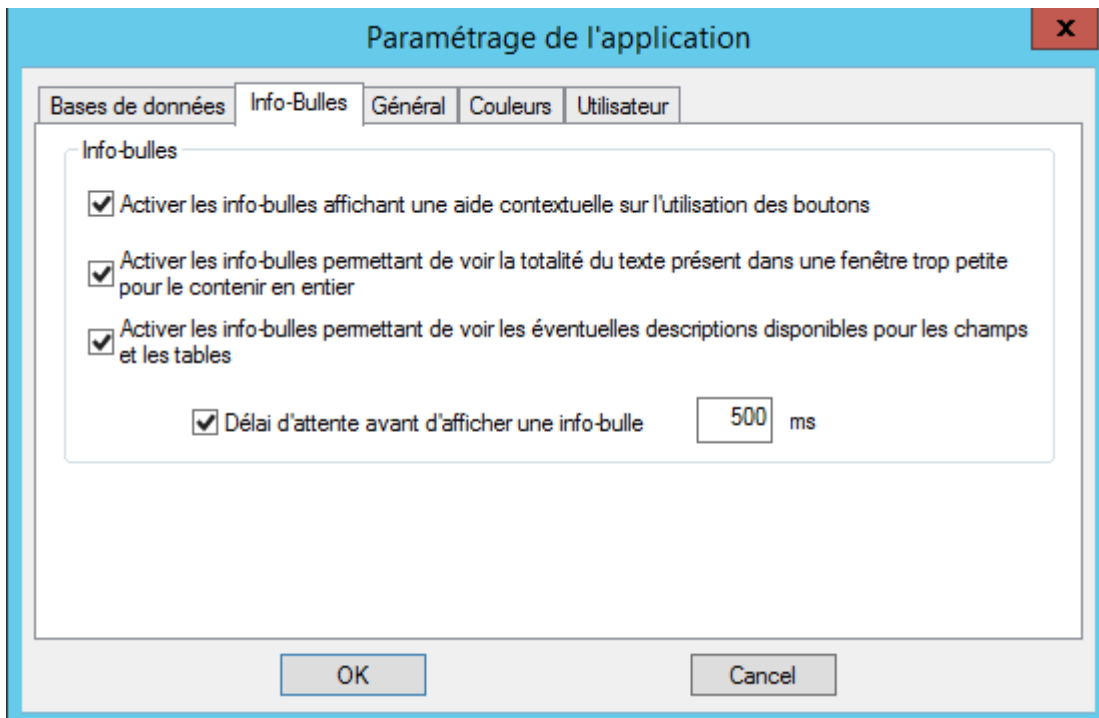 Paramétrage de l'application
x
Bases de données
Info-Bulles
Général
Couleurs
Utilisateur
Info-bulles
Activer les info-bulles affichant une aide contextuelle sur l'utilisation des boutons
Activer les info-bulles permettant de voir la totalité du texte présent dans une fenêtre trop petite
pour le contenir en entier
Activer les info-bulles permettant de voir les éventuelles descriptions disponibles pour les champs
et les tables
Délai d'attente avant d'afficher une info-bulle 500 ms
OK
Cancel